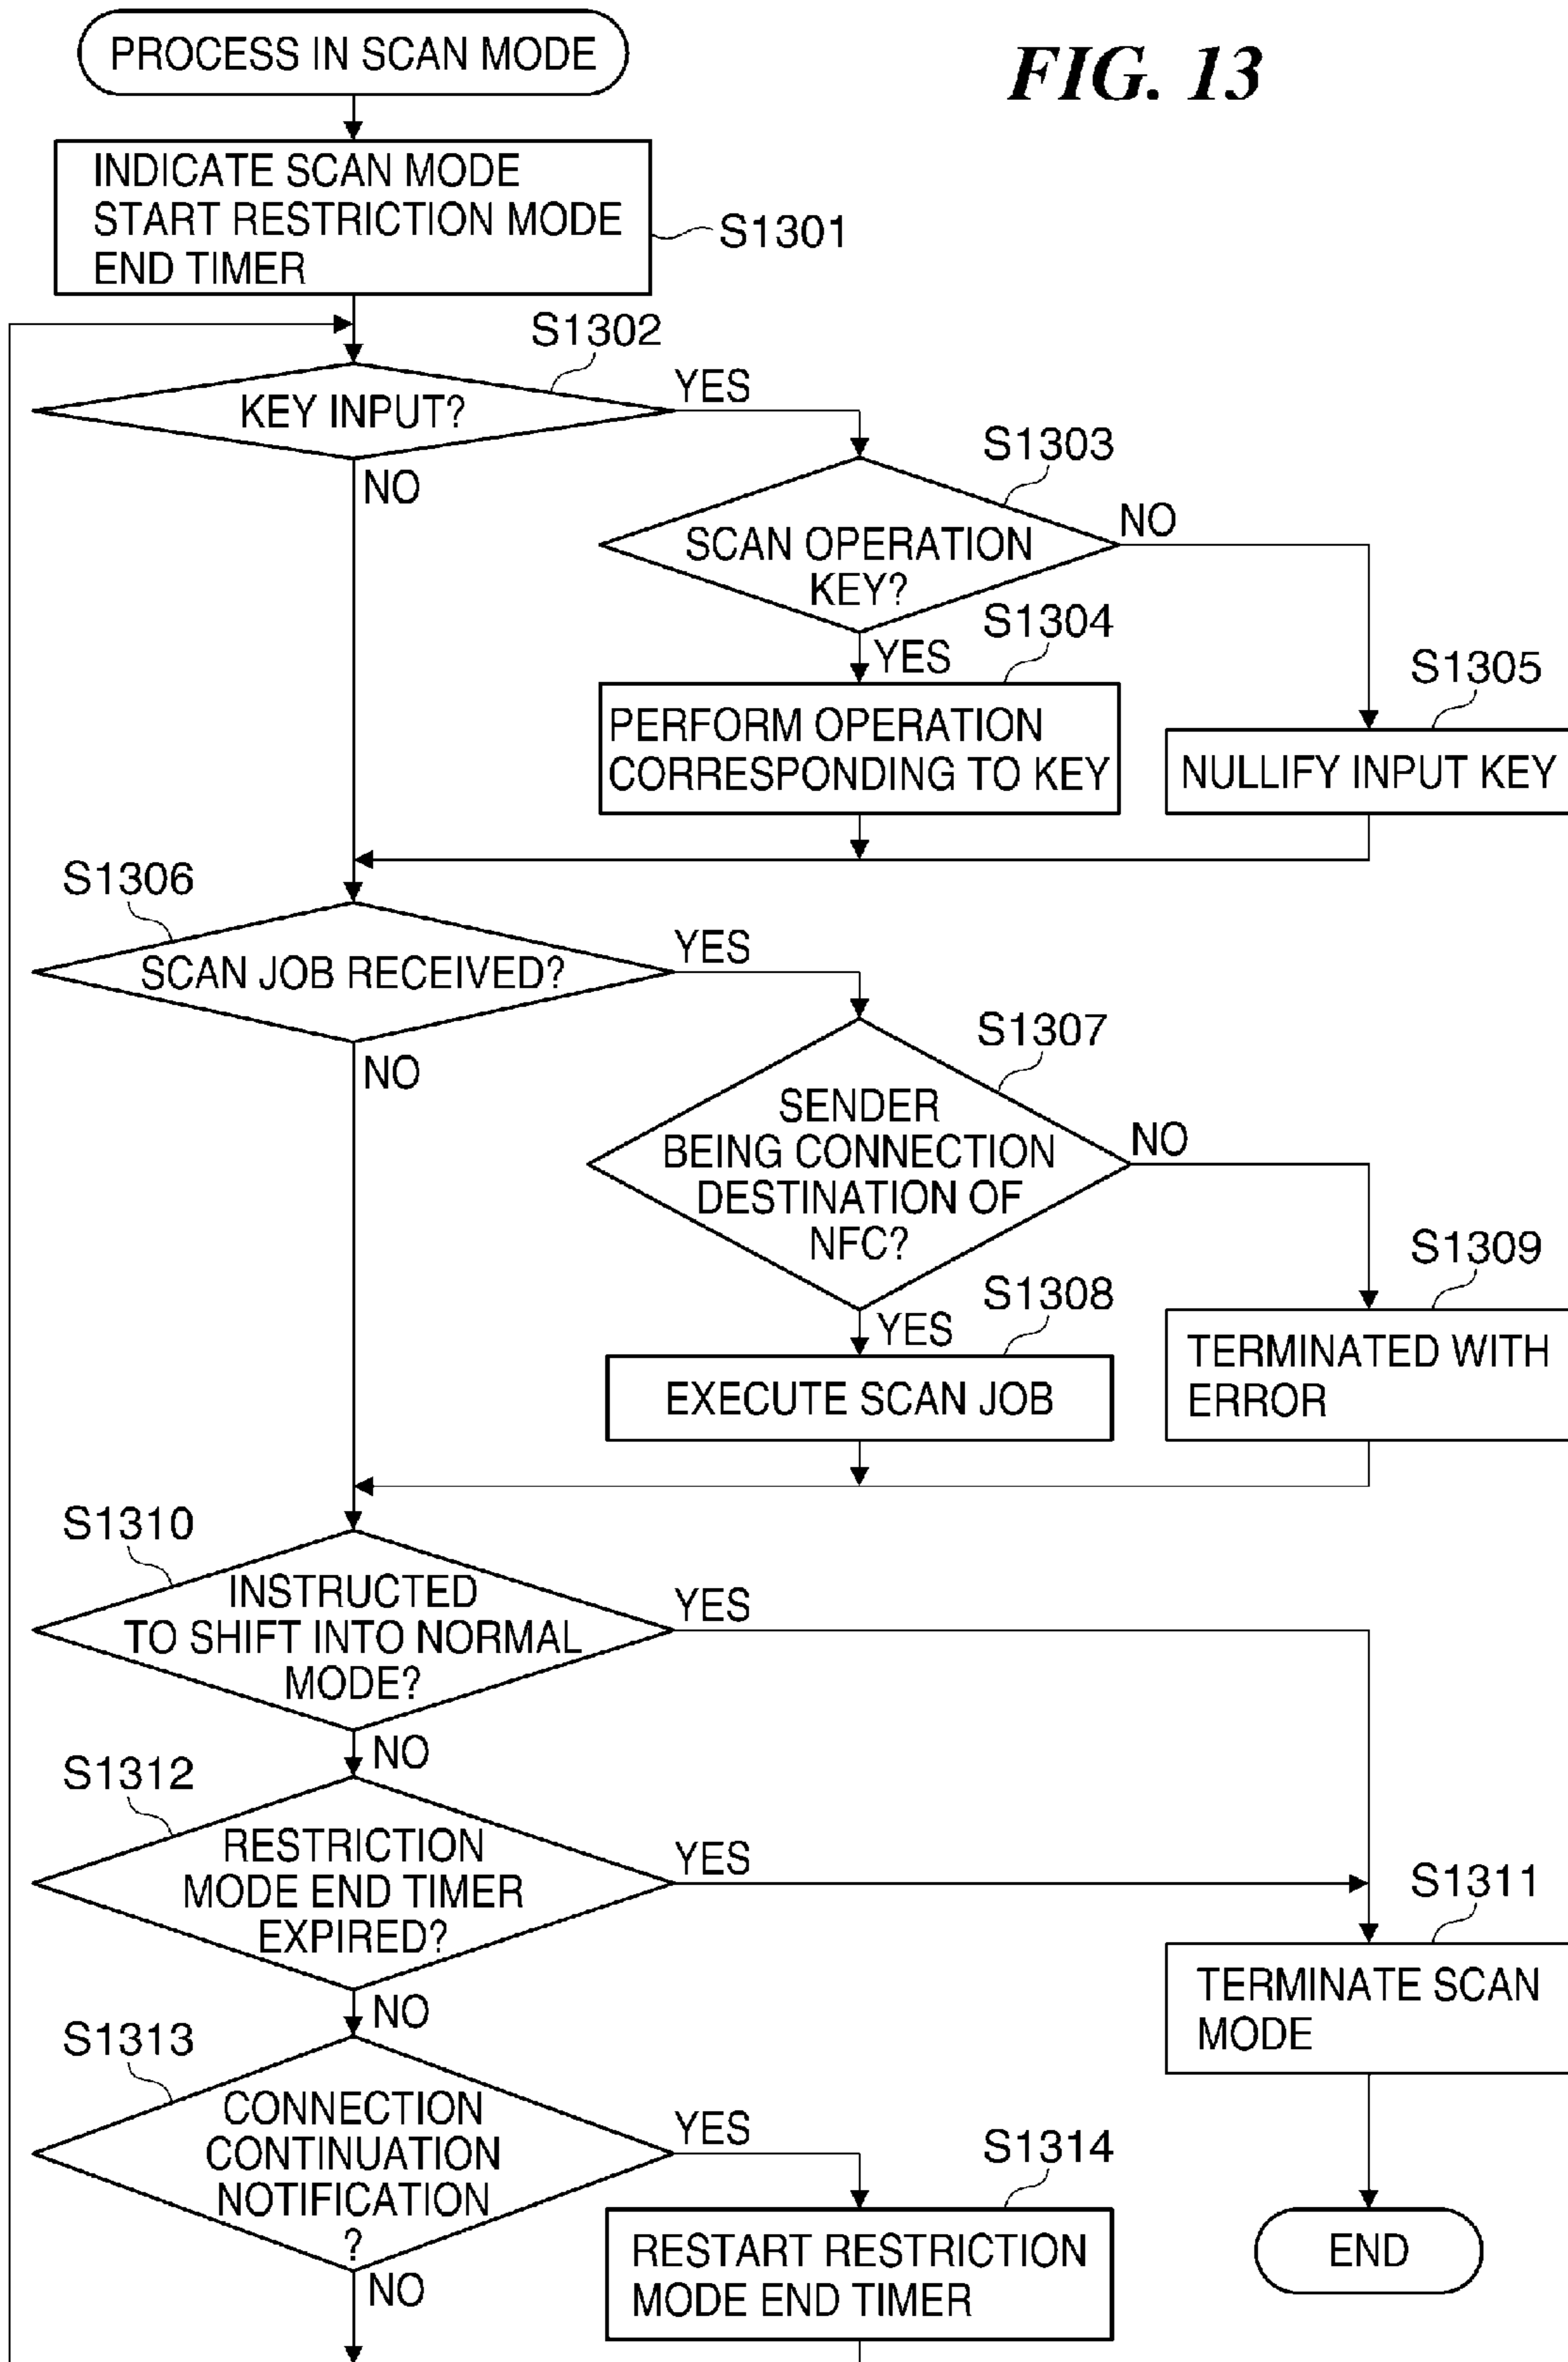 PROCESS IN SCAN MODE
FIG. 13
INDICATE SCAN MODE
START RESTRICTION MODE
END TIMER
S1301
S1302
KEY INPUT?
YES
NO
S1303
SCAN OPERATION
KEY?
NO
YES
S1304
PERFORM OPERATION
CORRESPONDING TO KEY
S1305
NULLIFY INPUT KEY
S1306
SCAN JOB RECEIVED?
YES
NO
S1307
SENDER
BEING CONNECTION
DESTINATION OF
NFC?
NO
YES
S1308
EXECUTE SCAN JOB
S1309
TERMINATED WITH
ERROR
S1310
INSTRUCTED
TO SHIFT INTO NORMAL
MODE?
YES
NO
S1312
RESTRICTION
MODE END TIMER
EXPIRED?
YES
NO
S1311
TERMINATE SCAN
MODE
S1313
CONNECTION
CONTINUATION
NOTIFICATION
?
YES
NO
S1314
RESTART RESTRICTION
MODE END TIMER
END